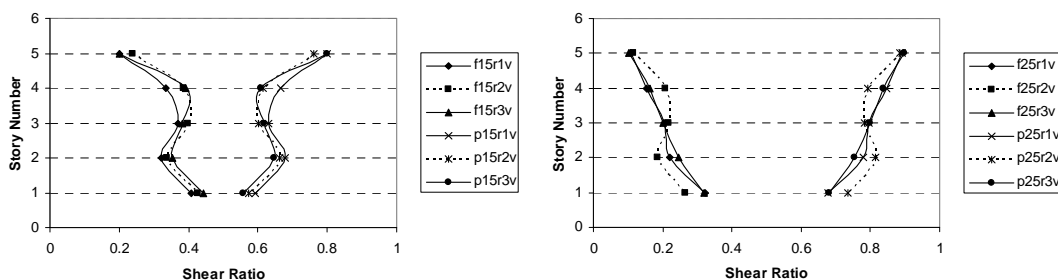 6
5
4
3
2
1
0
0
0.2
0.4
0.6
0.8
1
Story Number
Shear Ratio
f15r1v
f15r2v
f15r3v
p15r1v
p15r2v
p15r3v
6
5
4
3
2
1
0
0
0.2
0.4
0.6
0.8
1
Story Number
Shear Ratio
f25r1v
f25r2v
f25r3v
p25r1v
p25r2v
p25r3v